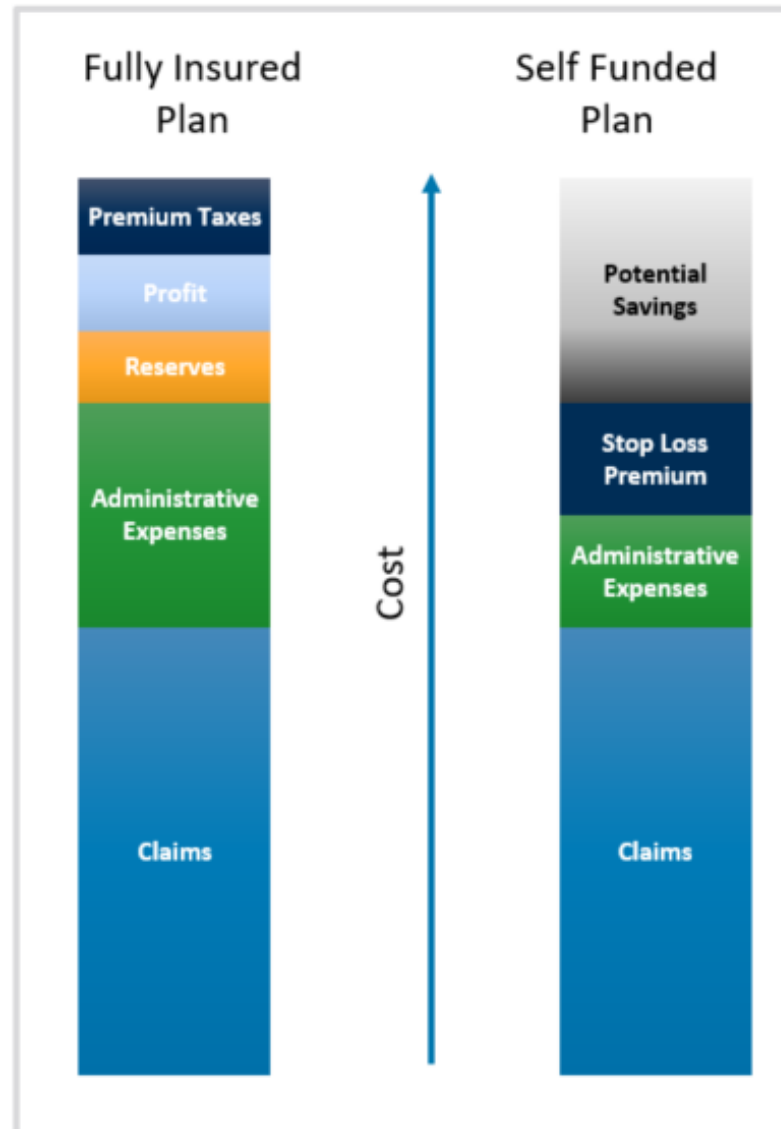 Fully Insured
Plan
Self Funded
Plan
Premium Taxes
Profit
Reserves
Administrative
Expenses
Claims
Cost
Potential
Savings
Stop Loss
Premium
Administrative
Expenses
Claims